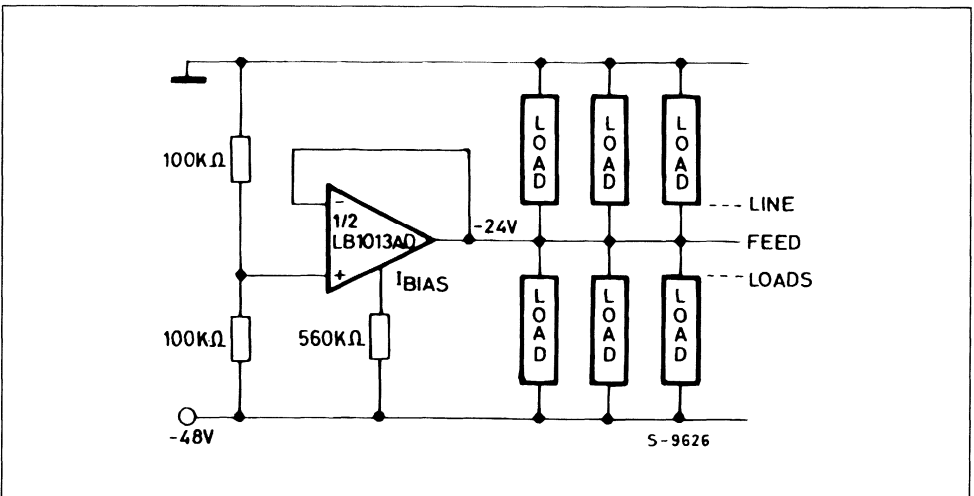 100KΩ
LOAD
LOAD
LOAD
−
1/2
LB1013AD
+
-24V
--- LINE
FEED
--- LOADS
IBIAS
100KΩ
560KΩ
LOAD
LOAD
LOAD
-48V
S-9626